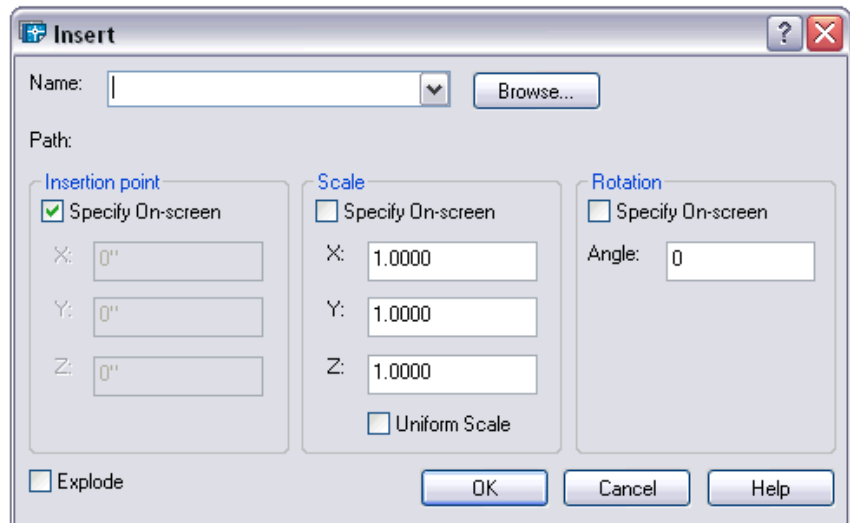 Insert
Name: Browse...
Path:
Insertion point
Specify On-screen
X: 0"
Y: 0"
Z: 0"
Scale
Specify On-screen
X: 1.0000
Y: 1.0000
Z: 1.0000
Uniform Scale
Rotation
Specify On-screen
Angle: 0
Explode
OK Cancel Help